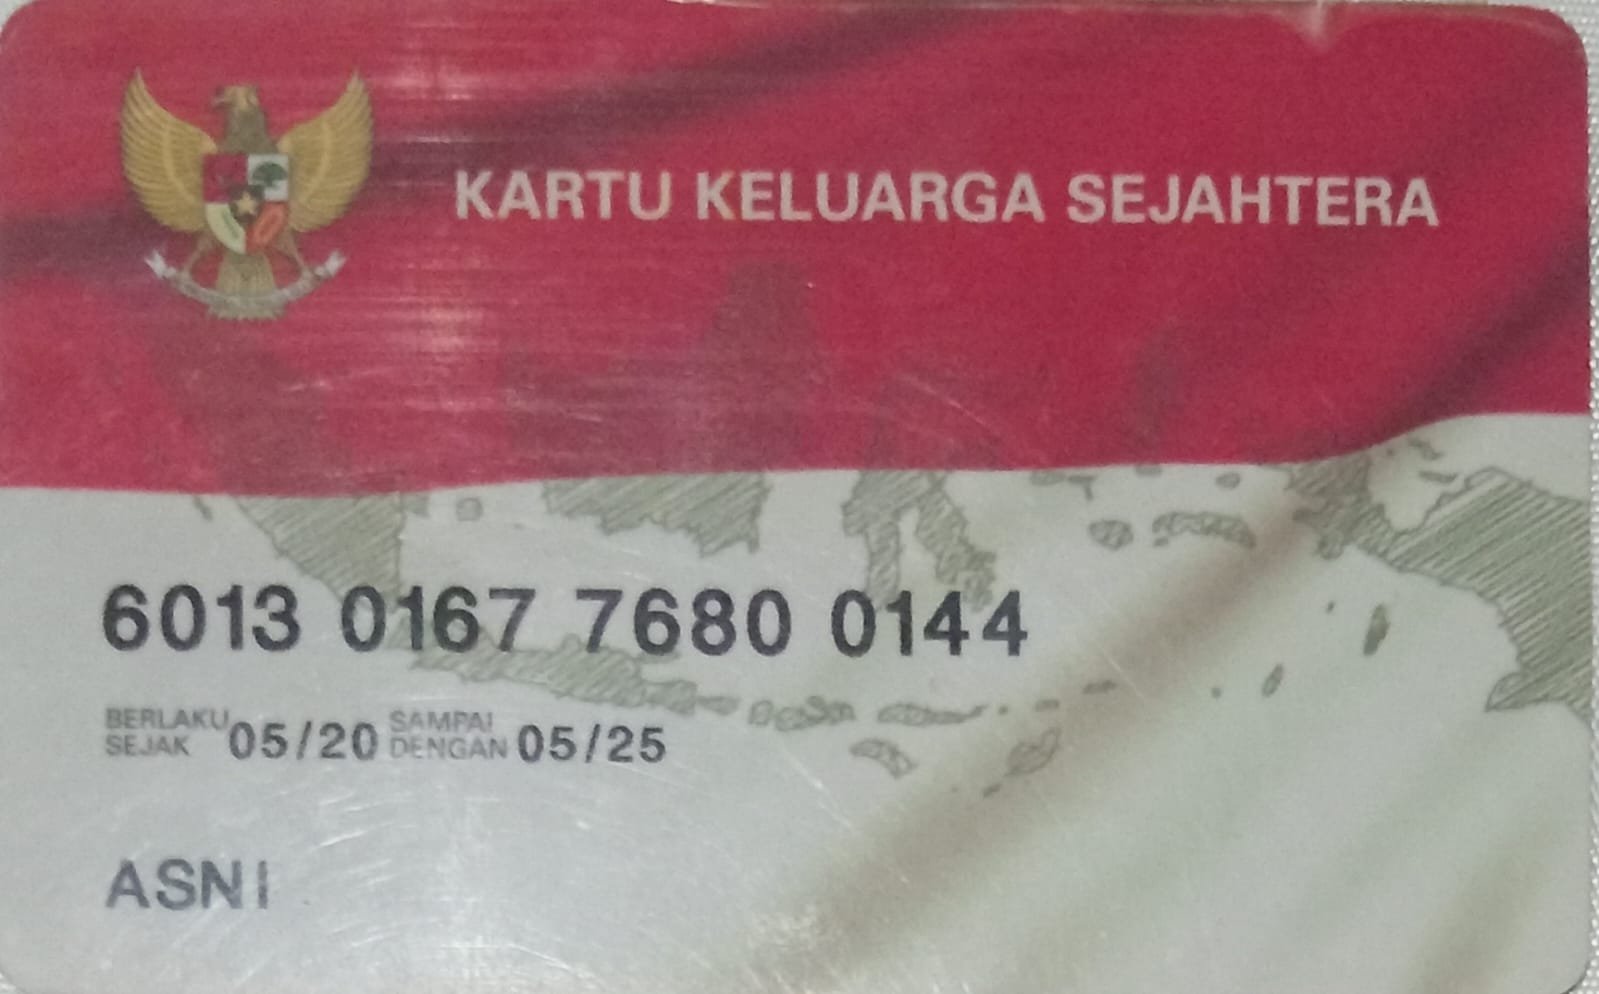 KARTU KELUARGA SEJAHTERA
6013 0167 7680 0144
BERLAKU SEJAK 05/20 SAMPAI DENGAN 05/25
ASNI